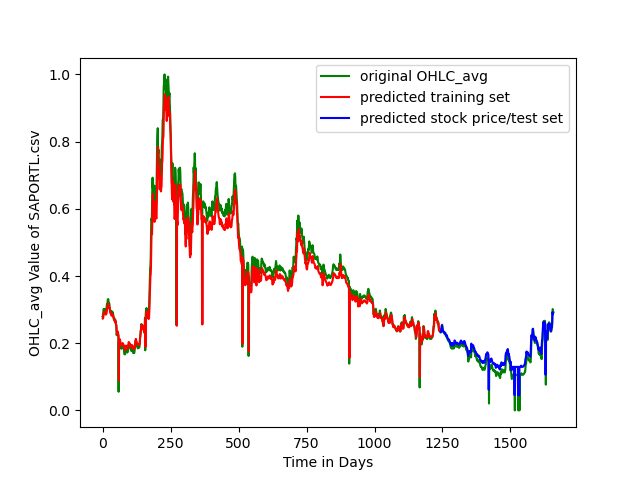 original OHLC_avg
predicted training set
predicted stock price/test set
OHLC_avg Value of SAPORTL.csv
1.0
0.8
0.6
0.4
0.2
0.0
0 250 500 750 1000 1250 1500
Time in Days